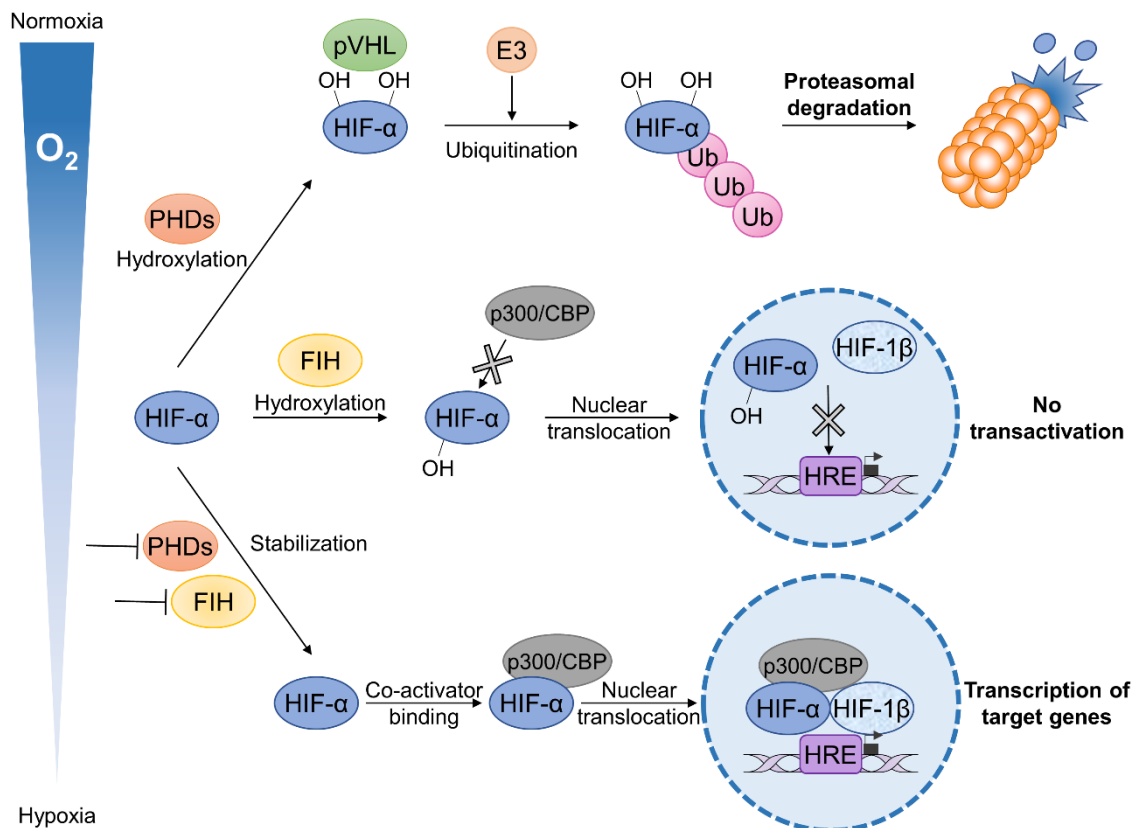 Normoxia
O2
Hypoxia
pVHL
OH OH
HIF-α
E3
Ubiquitination
OH OH
HIF-α
Ub
Ub
Ub
Proteasomal
degradation
PHDs
Hydroxylation
HIF-α
FIH
Hydroxylation
p300/CBP
HIF-α
OH
Nuclear
translocation
HIF-α
OH
HIF-1β
HRE
No
transactivation
PHDs
FIH
Stabilization
HIF-α
Co-activator
binding
p300/CBP
HIF-α
Nuclear
translocation
p300/CBP
HIF-α
HIF-1β
HRE
Transcription of
target genes